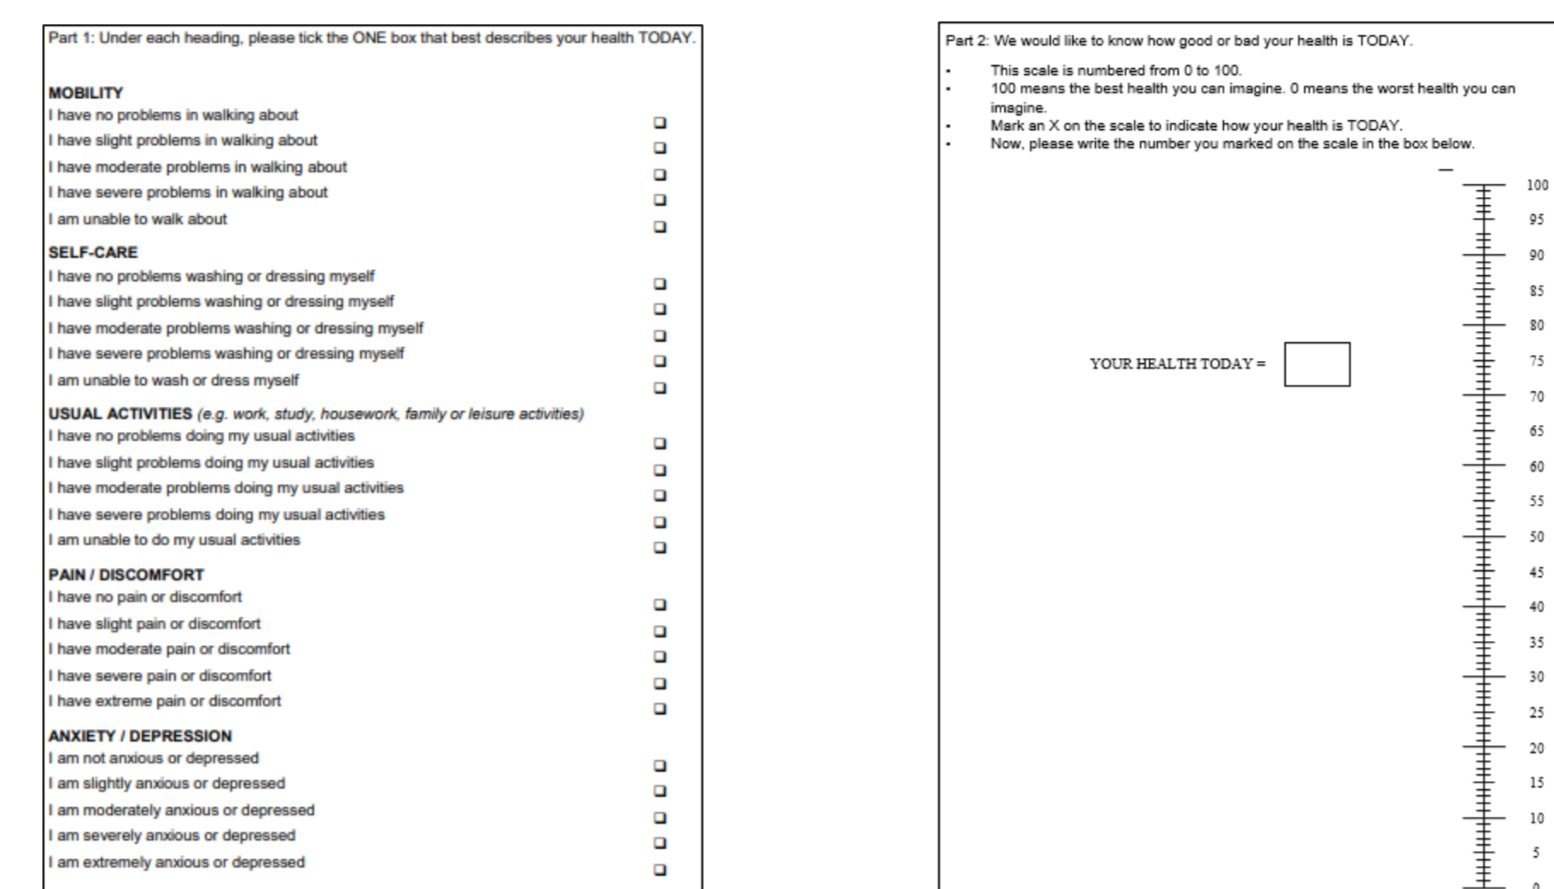 Part 1: Under each heading, please tick the ONE box that best describes your health TODAY.
MOBILITY
I have no problems in walking about
I have slight problems in walking about
I have moderate problems in walking about
I have severe problems in walking about
I am unable to walk about
SELF-CARE
I have no problems washing or dressing myself
I have slight problems washing or dressing myself
I have moderate problems washing or dressing myself
I have severe problems washing or dressing myself
I am unable to wash or dress myself
USUAL ACTIVITIES (e.g. work, study, housework, family or leisure activities)
I have no problems doing my usual activities
I have slight problems doing my usual activities
I have moderate problems doing my usual activities
I have severe problems doing my usual activities
I am unable to do my usual activities
PAIN / DISCOMFORT
I have no pain or discomfort
I have slight pain or discomfort
I have moderate pain or discomfort
I have severe pain or discomfort
I have extreme pain or discomfort
ANXIETY / DEPRESSION
I am not anxious or depressed
I am slightly anxious or depressed
I am moderately anxious or depressed
I am severely anxious or depressed
I am extremely anxious or depressed
Part 2: We would like to know how good or bad your health is TODAY.
• This scale is numbered from 0 to 100.
• 100 means the best health you can imagine. 0 means the worst health you can
imagine.
• Mark an X on the scale to indicate how your health is TODAY.
• Now, please write the number you marked on the scale in the box below.
YOUR HEALTH TODAY =
100
95
90
85
80
75
70
65
60
55
50
45
40
35
30
25
20
15
10
5
0